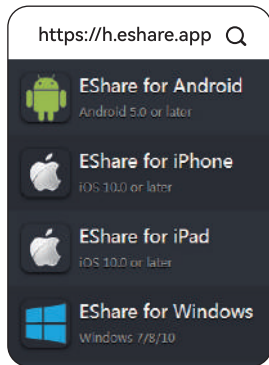 https://h.eshare.app
EShare for Android
Android 5.0 or later
EShare for iPhone
iOS 10.0 or later
EShare for iPad
iOS 10.0 or later
EShare for Windows
Windows 7/8/10